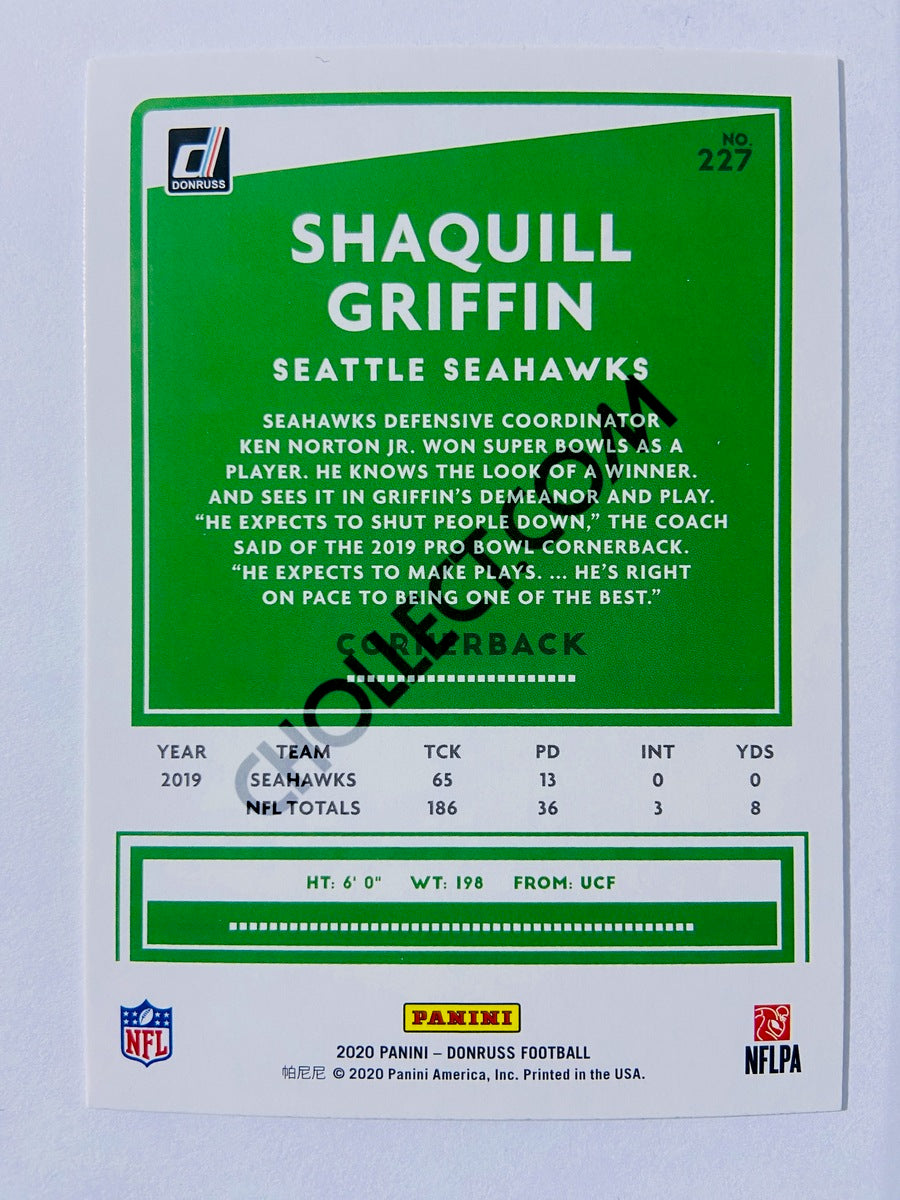 DONRUSS
NO.
227
SHAQUILL
GRIFFIN
SEATTLE SEAHAWKS
SEAHAWKS DEFENSIVE COORDINATOR
KEN NORTON JR. WON SUPER BOWLS AS A
PLAYER. HE KNOWS THE LOOK OF A WINNER.
AND SEES IT IN GRIFFIN'S DEMEANOR AND PLAY.
“HE EXPECTS TO SHUT PEOPLE DOWN,” THE COACH
SAID OF THE 2019 PRO BOWL CORNERBACK.
“HE EXPECTS TO MAKE PLAYS. ... HE'S RIGHT
ON PACE TO BEING ONE OF THE BEST.”
CORNERBACK
CHOLLECT.COM
YEAR TEAM TCK PD INT YDS
2019 SEAHAWKS 65 13 0 0
NFL TOTALS 186 36 3 8
HT: 6' 0" WT: 198 FROM: UCF
NFL
PANINI
NFLPA
2020 PANINI – DONRUSS FOOTBALL
帕尼尼 © 2020 Panini America, Inc. Printed in the USA.